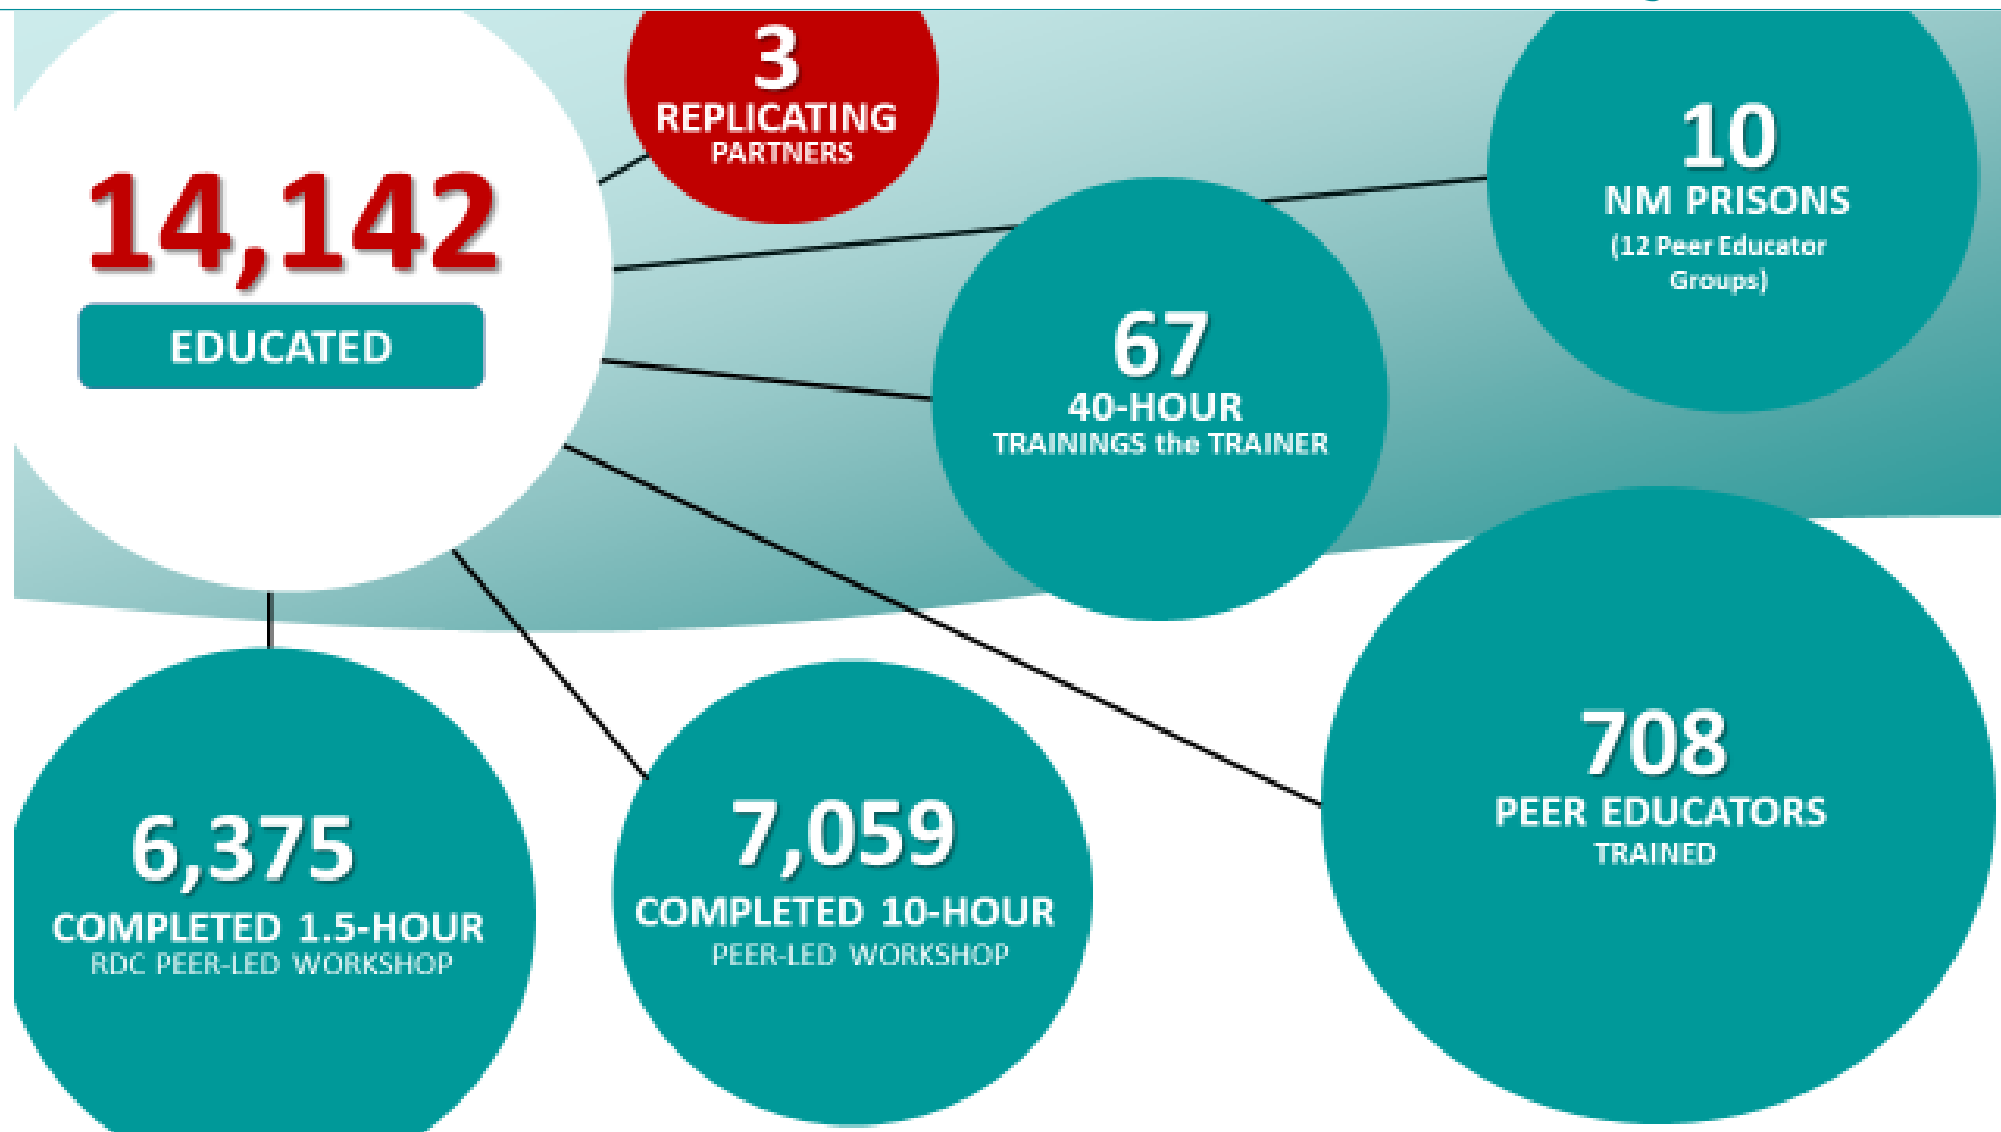 3
REPLICATING
PARTNERS
10
NM PRISONS
(12 Peer Educator
Groups)
14,142
EDUCATED
67
40-HOUR
TRAININGS the TRAINER
708
PEER EDUCATORS
TRAINED
6,375
COMPLETED 1.5-HOUR
RDC PEER-LED WORKSHOP
7,059
COMPLETED 10-HOUR
PEER-LED WORKSHOP